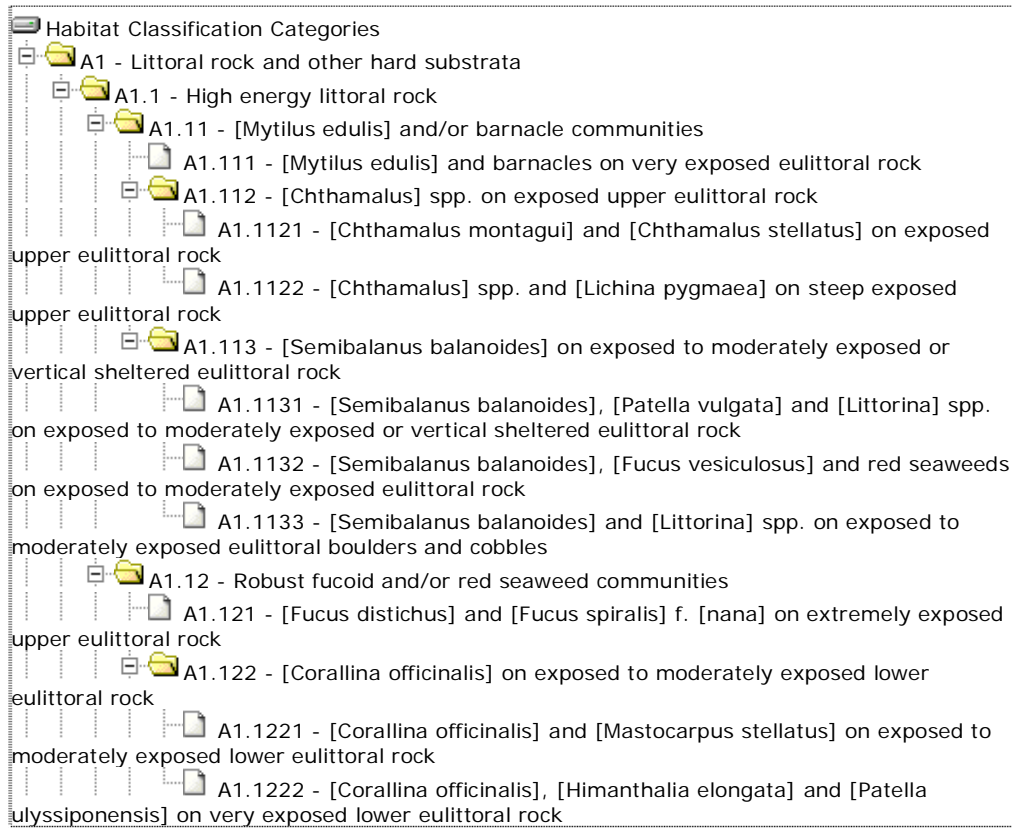 Habitat Classification Categories
A1 - Littoral rock and other hard substrata
A1.1 - High energy littoral rock
A1.11 - [Mytilus edulis] and/or barnacle communities
A1.111 - [Mytilus edulis] and barnacles on very exposed eulittoral rock
A1.112 - [Chthamalus] spp. on exposed upper eulittoral rock
A1.1121 - [Chthamalus montagui] and [Chthamalus stellatus] on exposed
upper eulittoral rock
A1.1122 - [Chthamalus] spp. and [Lichina pygmaea] on steep exposed
upper eulittoral rock
A1.113 - [Semibalanus balanoides] on exposed to moderately exposed or
vertical sheltered eulittoral rock
A1.1131 - [Semibalanus balanoides], [Patella vulgata] and [Littorina] spp.
on exposed to moderately exposed or vertical sheltered eulittoral rock
A1.1132 - [Semibalanus balanoides], [Fucus vesiculosus] and red seaweeds
on exposed to moderately exposed eulittoral rock
A1.1133 - [Semibalanus balanoides] and [Littorina] spp. on exposed to
moderately exposed eulittoral boulders and cobbles
A1.12 - Robust fucoid and/or red seaweed communities
A1.121 - [Fucus distichus] and [Fucus spiralis] f. [nana] on extremely exposed
upper eulittoral rock
A1.122 - [Corallina officinalis] on exposed to moderately exposed lower
eulittoral rock
A1.1221 - [Corallina officinalis] and [Mastocarpus stellatus] on exposed to
moderately exposed lower eulittoral rock
A1.1222 - [Corallina officinalis], [Himanthalia elongata] and [Patella
ulyssiponensis] on very exposed lower eulittoral rock